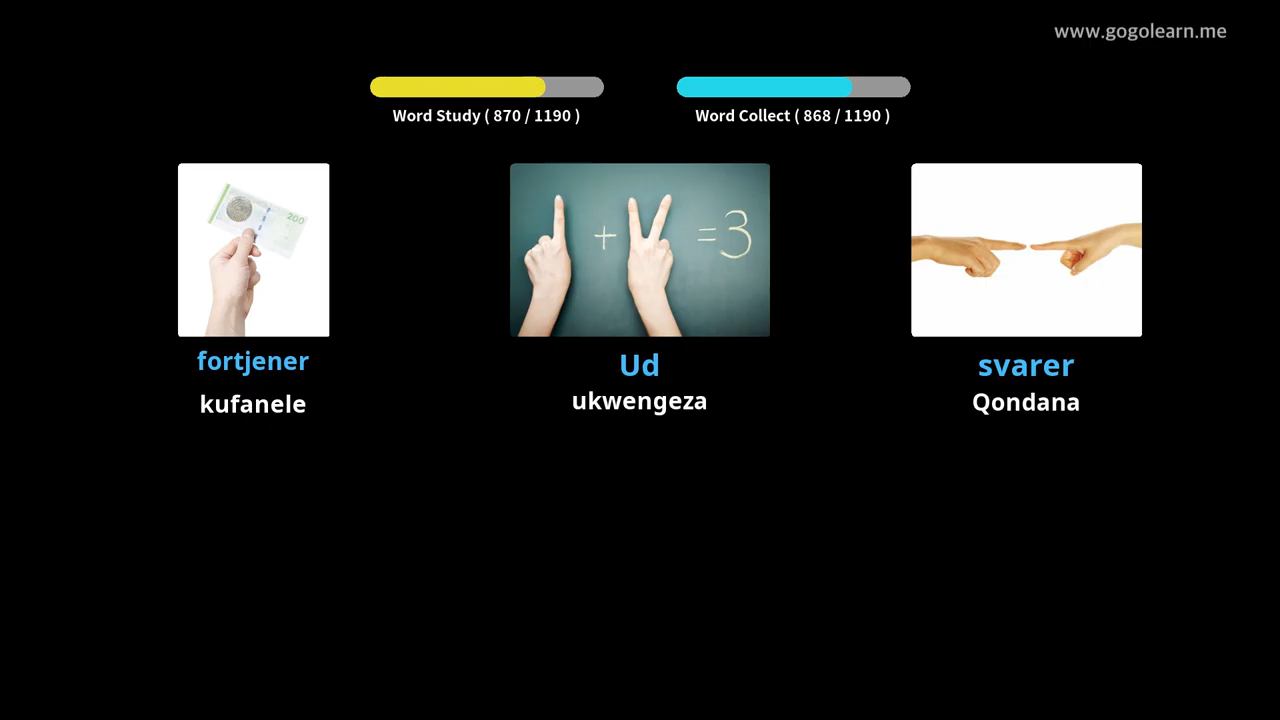 www.gogolearn.me
Word Study ( 870 / 1190 )
Word Collect ( 868 / 1190 )
200
+ =3
fortjener
kufanele
Ud
ukwengeza
svarer
Qondana